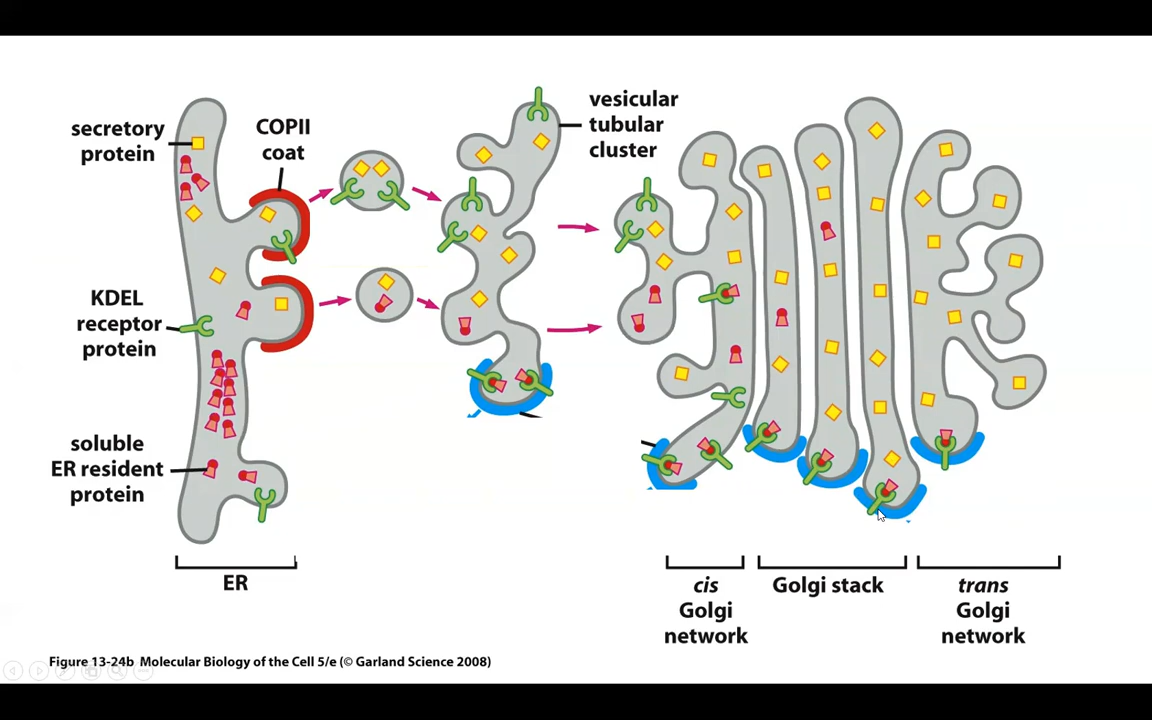 secretory
protein
COPII
coat
vesicular
tubular
cluster
KDEL
receptor
protein
soluble
ER resident
protein
ER
cis
Golgi
network
Golgi stack
trans
Golgi
network
Figure 13-24b Molecular Biology of the Cell 5/e (© Garland Science 2008)